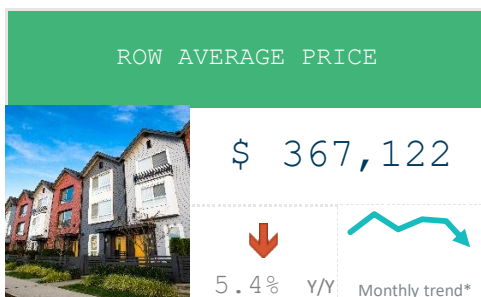 ROW AVERAGE PRICE
$ 367,122
5.4% Y/Y
Monthly trend*